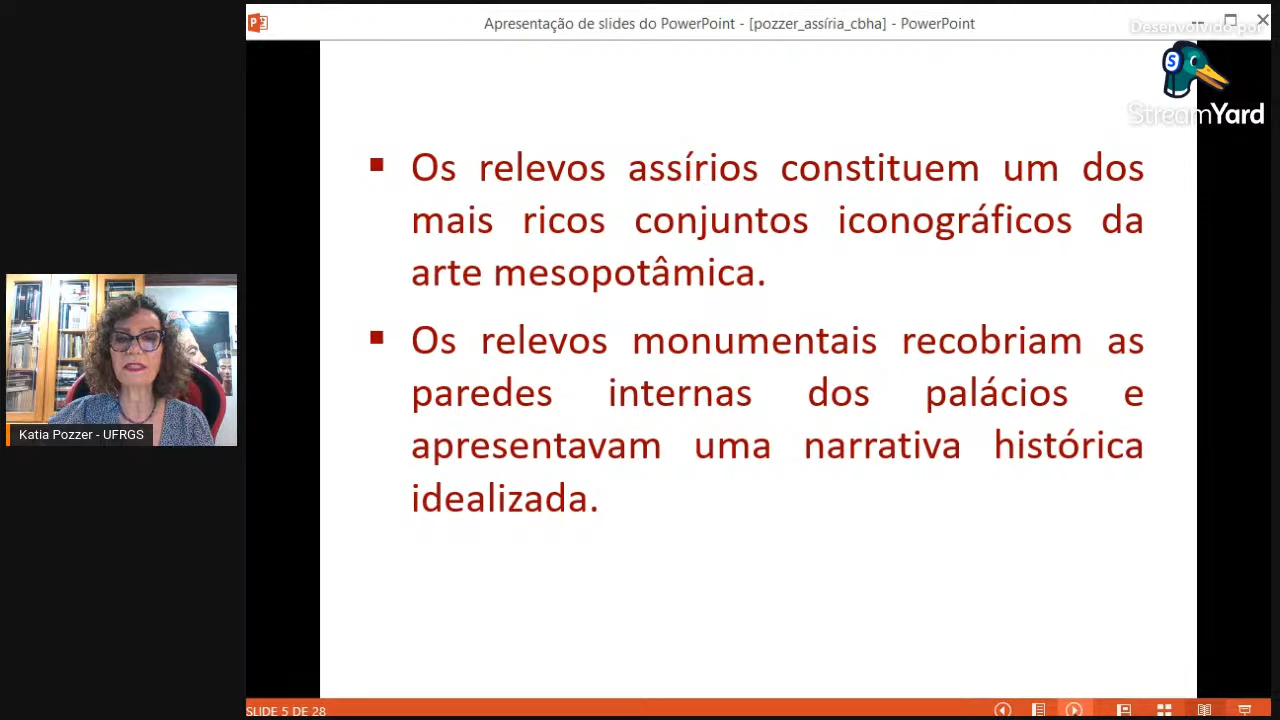 Apresentação de slides do PowerPoint - [pozzer_assíria_cbha] - PowerPoint
Desenvolvido por
StreamYard
Os relevos assírios constituem um dos
mais ricos conjuntos iconográficos da
arte mesopotâmica.
Os relevos monumentais recobriam as
paredes internas dos palácios e
apresentavam uma narrativa histórica
idealizada.
Katia Pozzer - UFRGS
SLIDE 5 DE 28